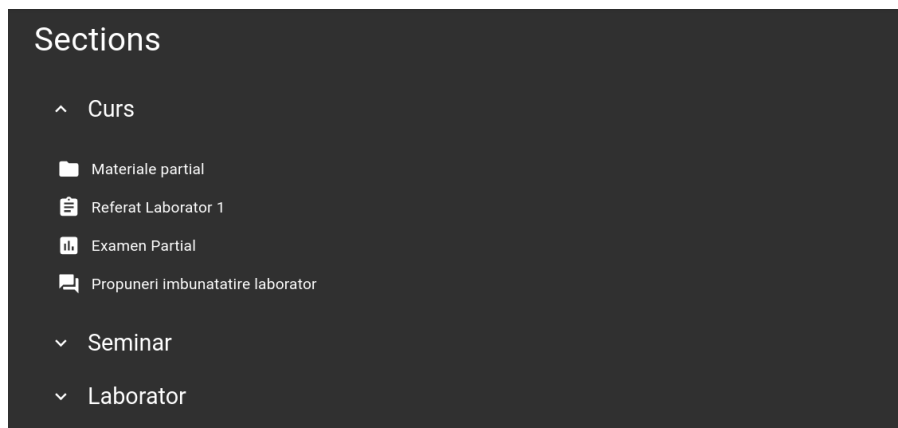 Sections
Curs
Materiale partial
Referat Laborator 1
Examen Partial
Propuneri imbunatatire laborator
Seminar
Laborator